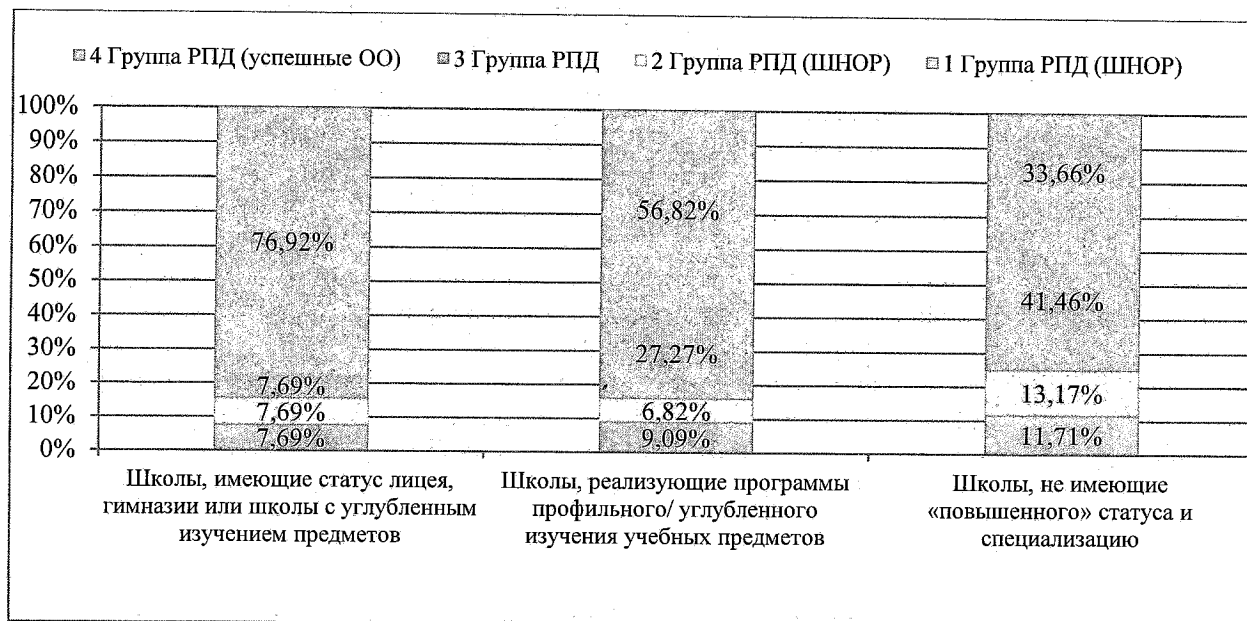 4 Группа РПД (успешные ОО) 3 Группа РПД 2 Группа РПД (ШНОР) 1 Группа РПД (ШНОР)
100%
90%
80%
70%
60%
50%
40%
30%
20%
10%
0%
76,92%
7,69%
7,69%
7,69%
56,82%
27,27%
6,82%
9,09%
33,66%
41,46%
13,17%
11,71%
Школы, имеющие статус лицея,
гимназии или школы с углубленным
изучением предметов
Школы, реализующие программы
профильного/ углубленного
изучения учебных предметов
Школы, не имеющие
«повышенного» статуса и
специализацию